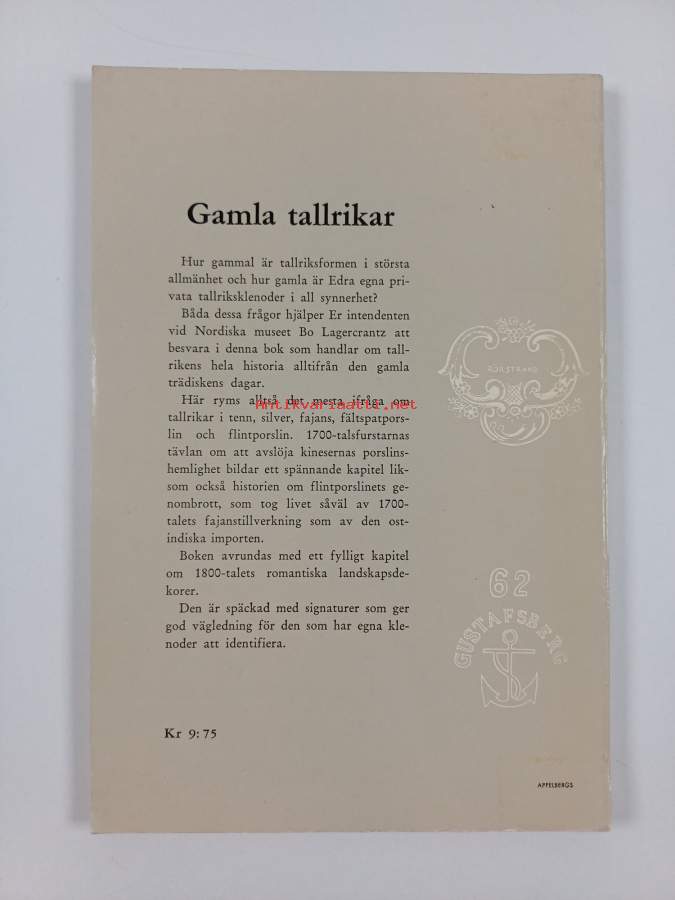 Gamla tallrikar
Hur gammal är tallriksformen i största
allmänhet och hur gamla är Edra egna pri-
vata tallriksklenoder i all synnerhet?
Båda dessa frågor hjälper Er intendenten
vid Nordiska museet Bo Lagercrantz att
besvara i denna bok som handlar om tall-
rikens hela historia alltifrån den gamla
trädiskens dagar.
Här ryms alltså det mesta ifråga om
Antikvariaatti.net
tallrikar i tenn, silver, fajans, fältspatpors-
lin och flintporslin. 1700-talsfurstarnas
tävlan om att avslöja kinesernas porslins-
hemlighet bildar ett spännande kapitel lik-
som också historien om flintporslinets ge-
nombrott, som tog livet såväl av 1700-
talets fajanstillverkning som av den ost-
indiska importen.
Boken avrundas med ett fylligt kapitel
om 1800-talets romantiska landskapsde-
korer.
Den är späckad med signaturer som ger
god vägledning för den som har egna kle-
noder att identifiera.
Kr 9:75
RÖRSTRAND
62
GUSTAFSBERG
APPELBERGS